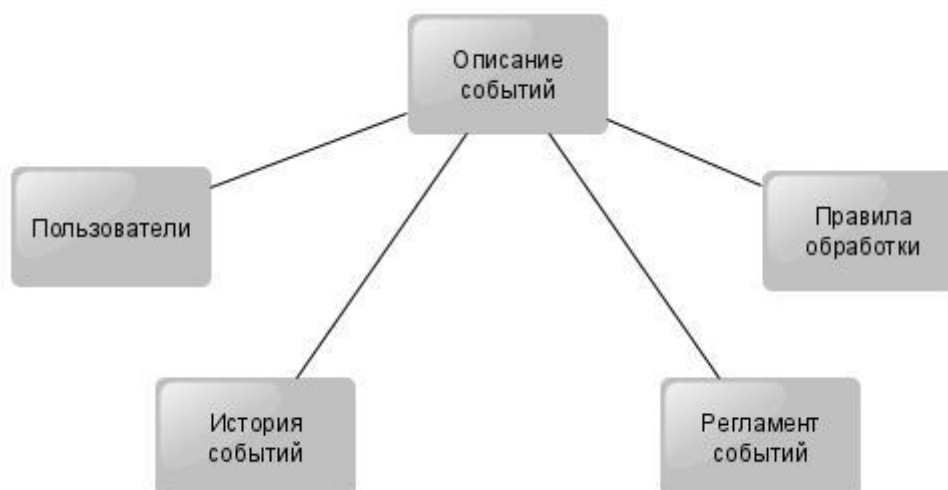 Описание
событий
Пользователи
Правила
обработки
История
событий
Регламент
событий